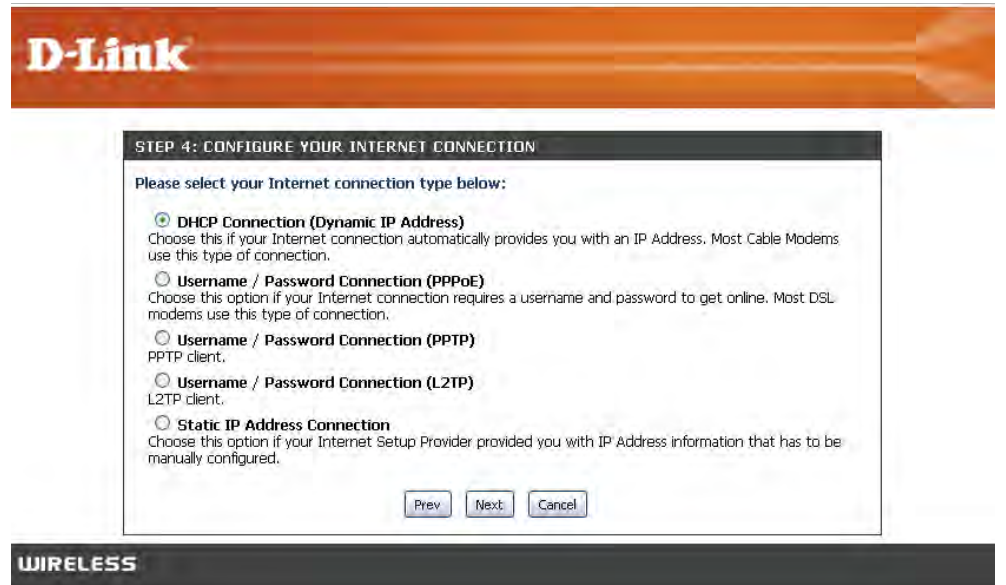 D-Link
STEP 4: CONFIGURE YOUR INTERNET CONNECTION
Please select your Internet connection type below:
DHCP Connection (Dynamic IP Address)
Choose this if your Internet connection automatically provides you with an IP Address. Most Cable Modems
use this type of connection.
Username / Password Connection (PPPoE)
Choose this option if your Internet connection requires a username and password to get online. Most DSL
modems use this type of connection.
Username / Password Connection (PPTP)
PPTP client.
Username / Password Connection (L2TP)
L2TP client.
Static IP Address Connection
Choose this option if your Internet Setup Provider provided you with IP Address information that has to be
manually configured.
Prev Next Cancel
WIRELESS